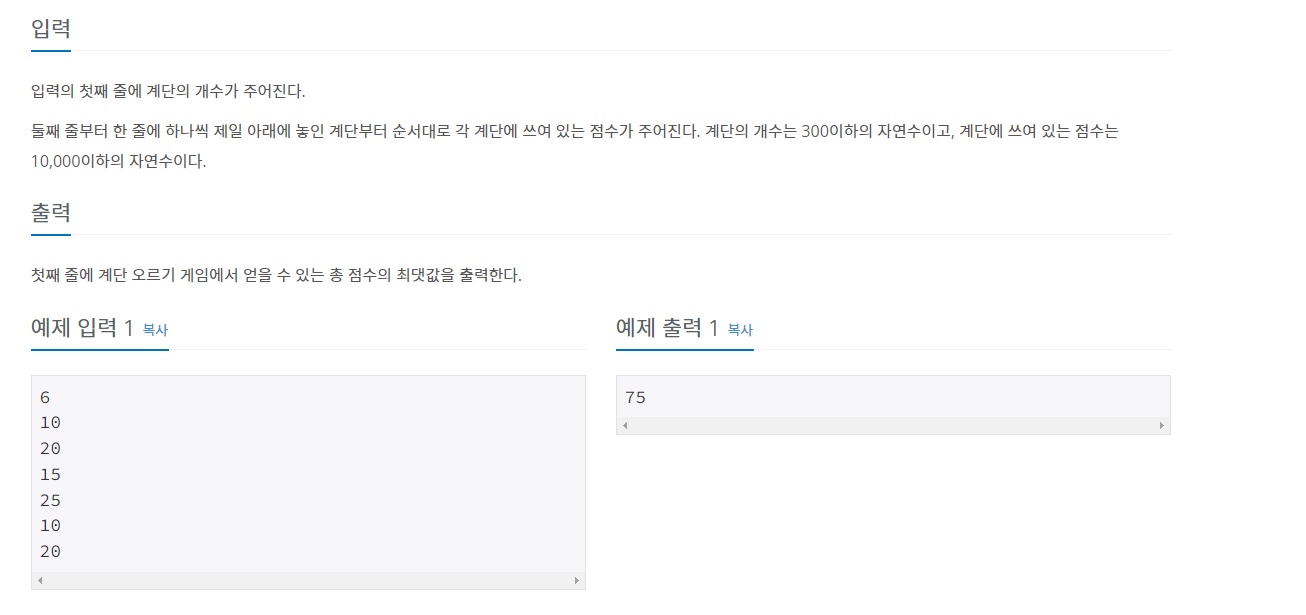 입력
입력의 첫째 줄에 계단의 개수가 주어진다.
둘째 줄부터 한 줄에 하나씩 제일 아래에 놓인 계단부터 순서대로 각 계단에 쓰여 있는 점수가 주어진다. 계단의 개수는 300이하의 자연수이고, 계단에 쓰여 있는 점수는
10,000이하의 자연수이다.
출력
첫째 줄에 계단 오르기 게임에서 얻을 수 있는 총 점수의 최댓값을 출력한다.
예제 입력 1 복사
6
10
20
15
25
10
20
예제 출력 1 복사
75